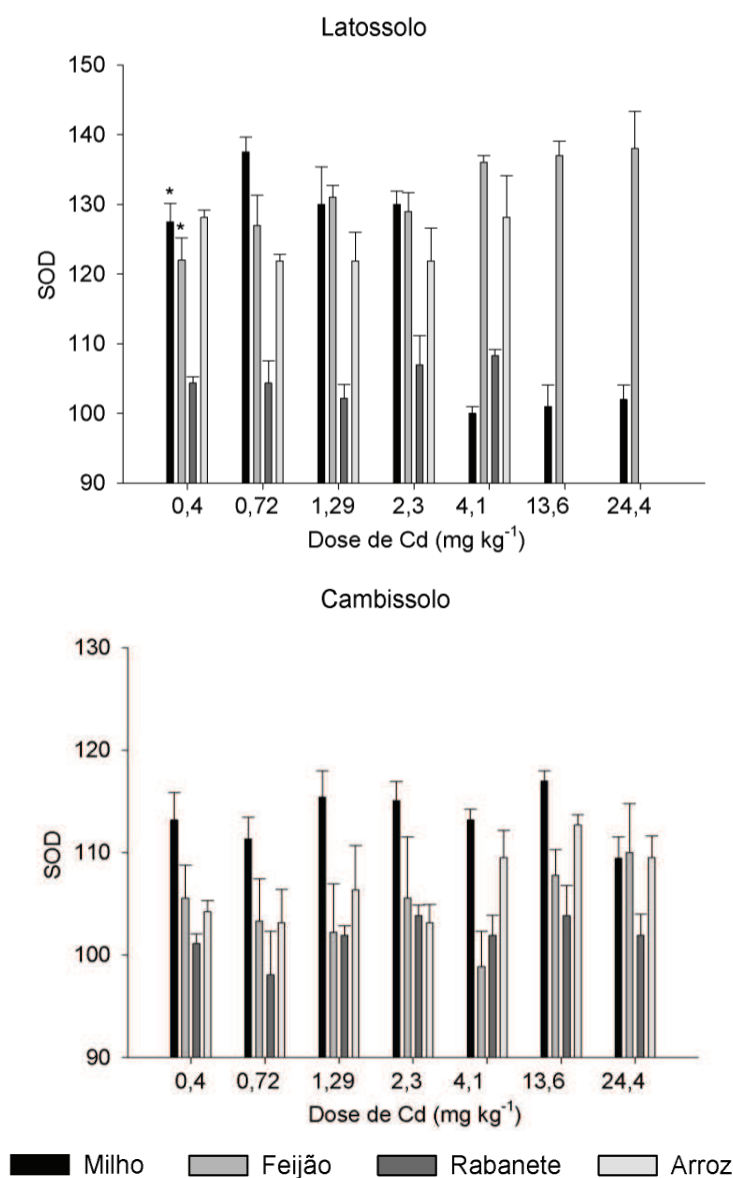 Latossolo
150
140
130
120
110
100
90
SOD
* *
0,4 0,72 1,29 2,3 4,1 13,6 24,4
Dose de Cd (mg kg-1)
Cambissolo
130
120
110
100
90
SOD
0,4 0,72 1,29 2,3 4,1 13,6 24,4
Dose de Cd (mg kg-1)
Milho Feijão Rabanete Arroz